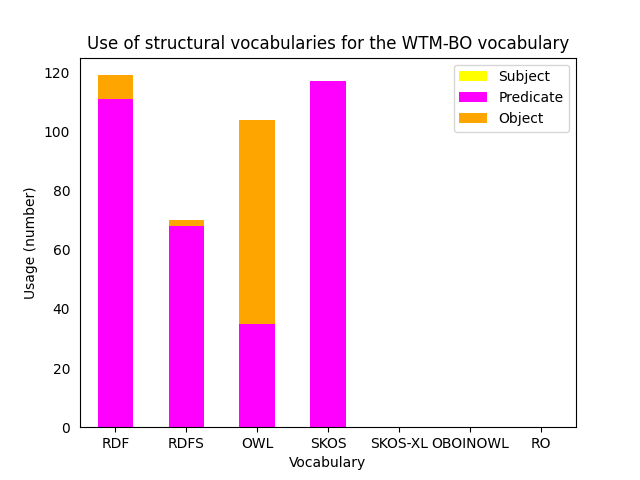 Use of structural vocabularies for the WTM-BO vocabulary
Subject
Predicate
Object
120
100
80
60
40
20
0
Usage (number)
RDF RDFS OWL SKOS SKOS-XL OBOINOWL RO
Vocabulary